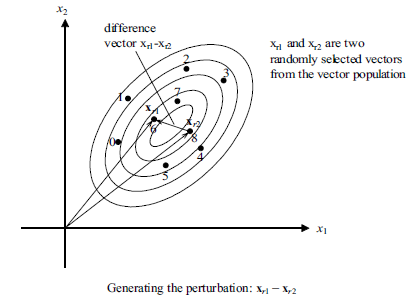 x₂
difference
vector xᵣ₁-xᵣ₂
xᵣ₁ and xᵣ₂ are two
randomly selected vectors
from the vector population
2
3
7
1
xᵣ₁
xᵣ₂
6
8
0
4
5
x₁
Generating the perturbation: xᵣ₁ − xᵣ₂